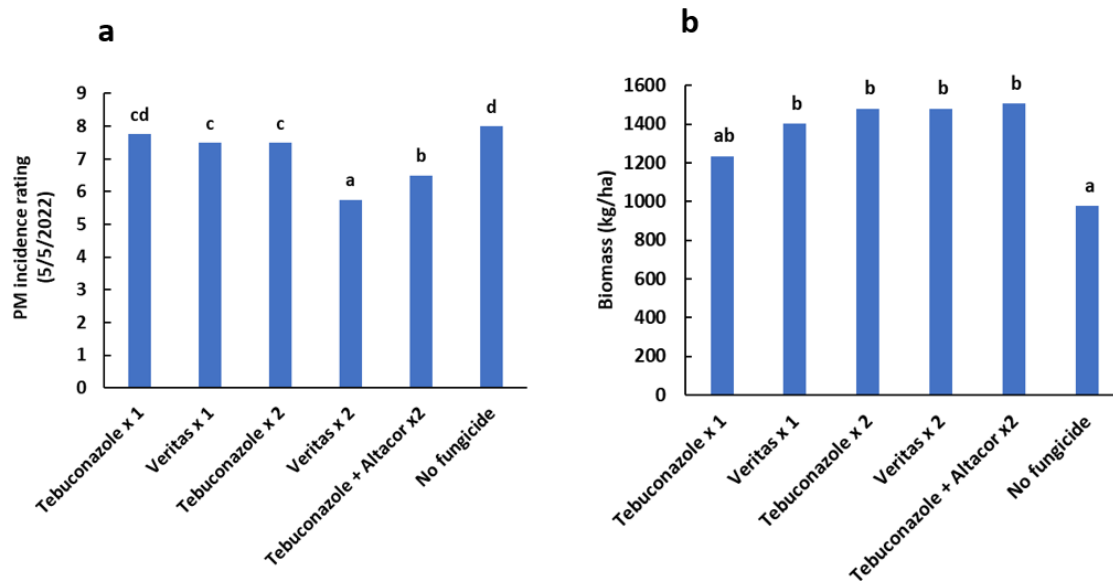 a
PM incidence rating
(5/5/2022)
9
8
7
6
5
4
3
2
1
0
cd
c
c
a
b
d
Tebuconazole x 1
Veritas x 1
Tebuconazole x 2
Veritas x 2
Tebuconazole + Altacor x2
No fungicide
b
Biomass (kg/ha)
1600
1400
1200
1000
800
600
400
200
0
ab
b
b
b
b
a
Tebuconazole x 1
Veritas x 1
Tebuconazole x 2
Veritas x 2
Tebuconazole + Altacor x2
No fungicide